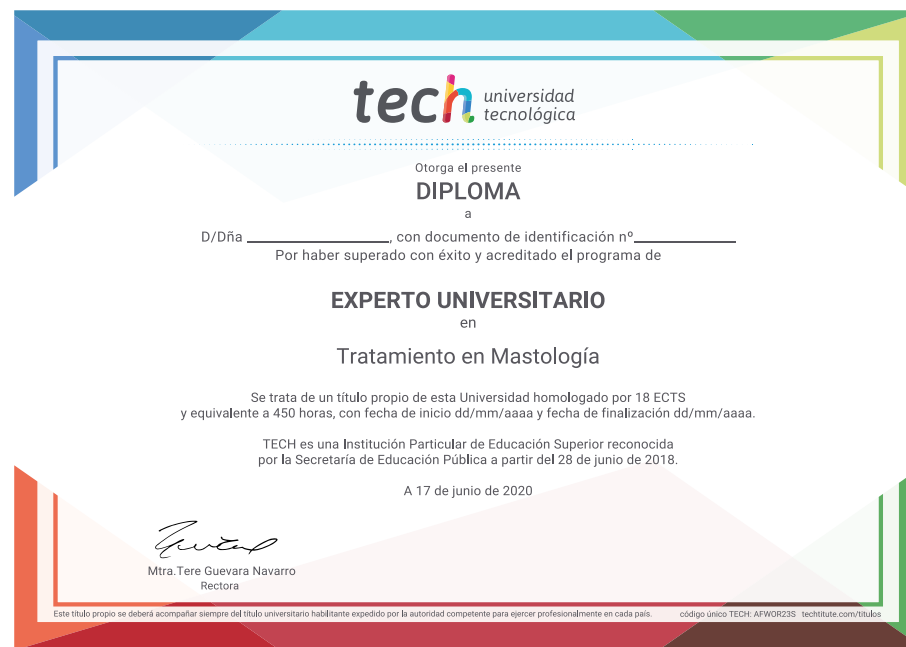 tech universidad
tecnológica
Otorga el presente
DIPLOMA
a
D/Dña ____________________, con documento de identificación nº______________
Por haber superado con éxito y acreditado el programa de
EXPERTO UNIVERSITARIO
en
Tratamiento en Mastología
Se trata de un título propio de esta Universidad homologado por 18 ECTS
y equivalente a 450 horas, con fecha de inicio dd/mm/aaaa y fecha de finalización dd/mm/aaaa.
TECH es una Institución Particular de Educación Superior reconocida
por la Secretaría de Educación Pública a partir del 28 de junio de 2018.
A 17 de junio de 2020
Mtra.Tere Guevara Navarro
Rectora
Este título propio se deberá acompañar siempre del título universitario habilitante expedido por la autoridad competente para ejercer profesionalmente en cada país. código único TECH: AFWOR23S techtitute.com/titulos